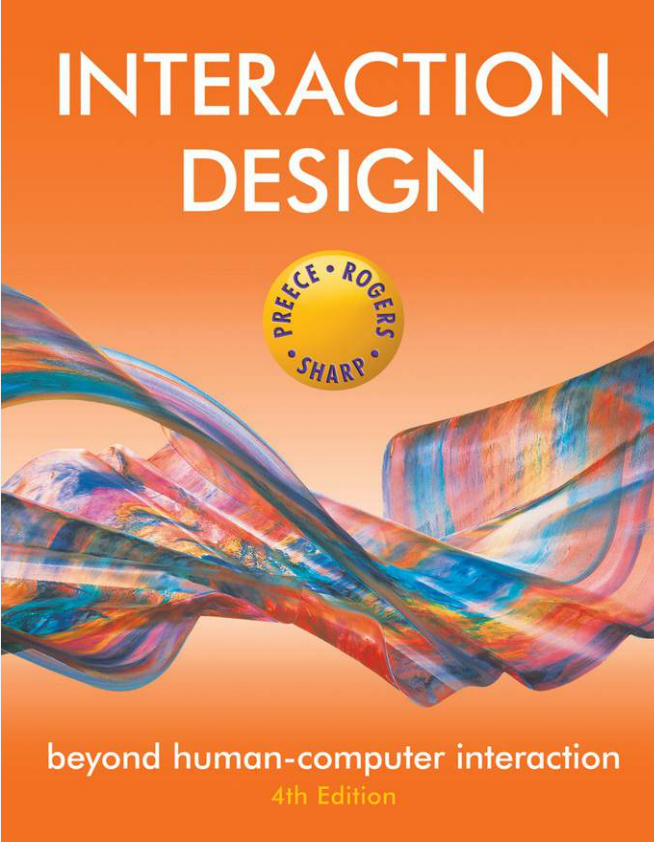 INTERACTION
DESIGN
PREECE • ROGERS • SHARP •
beyond human-computer interaction
4th Edition